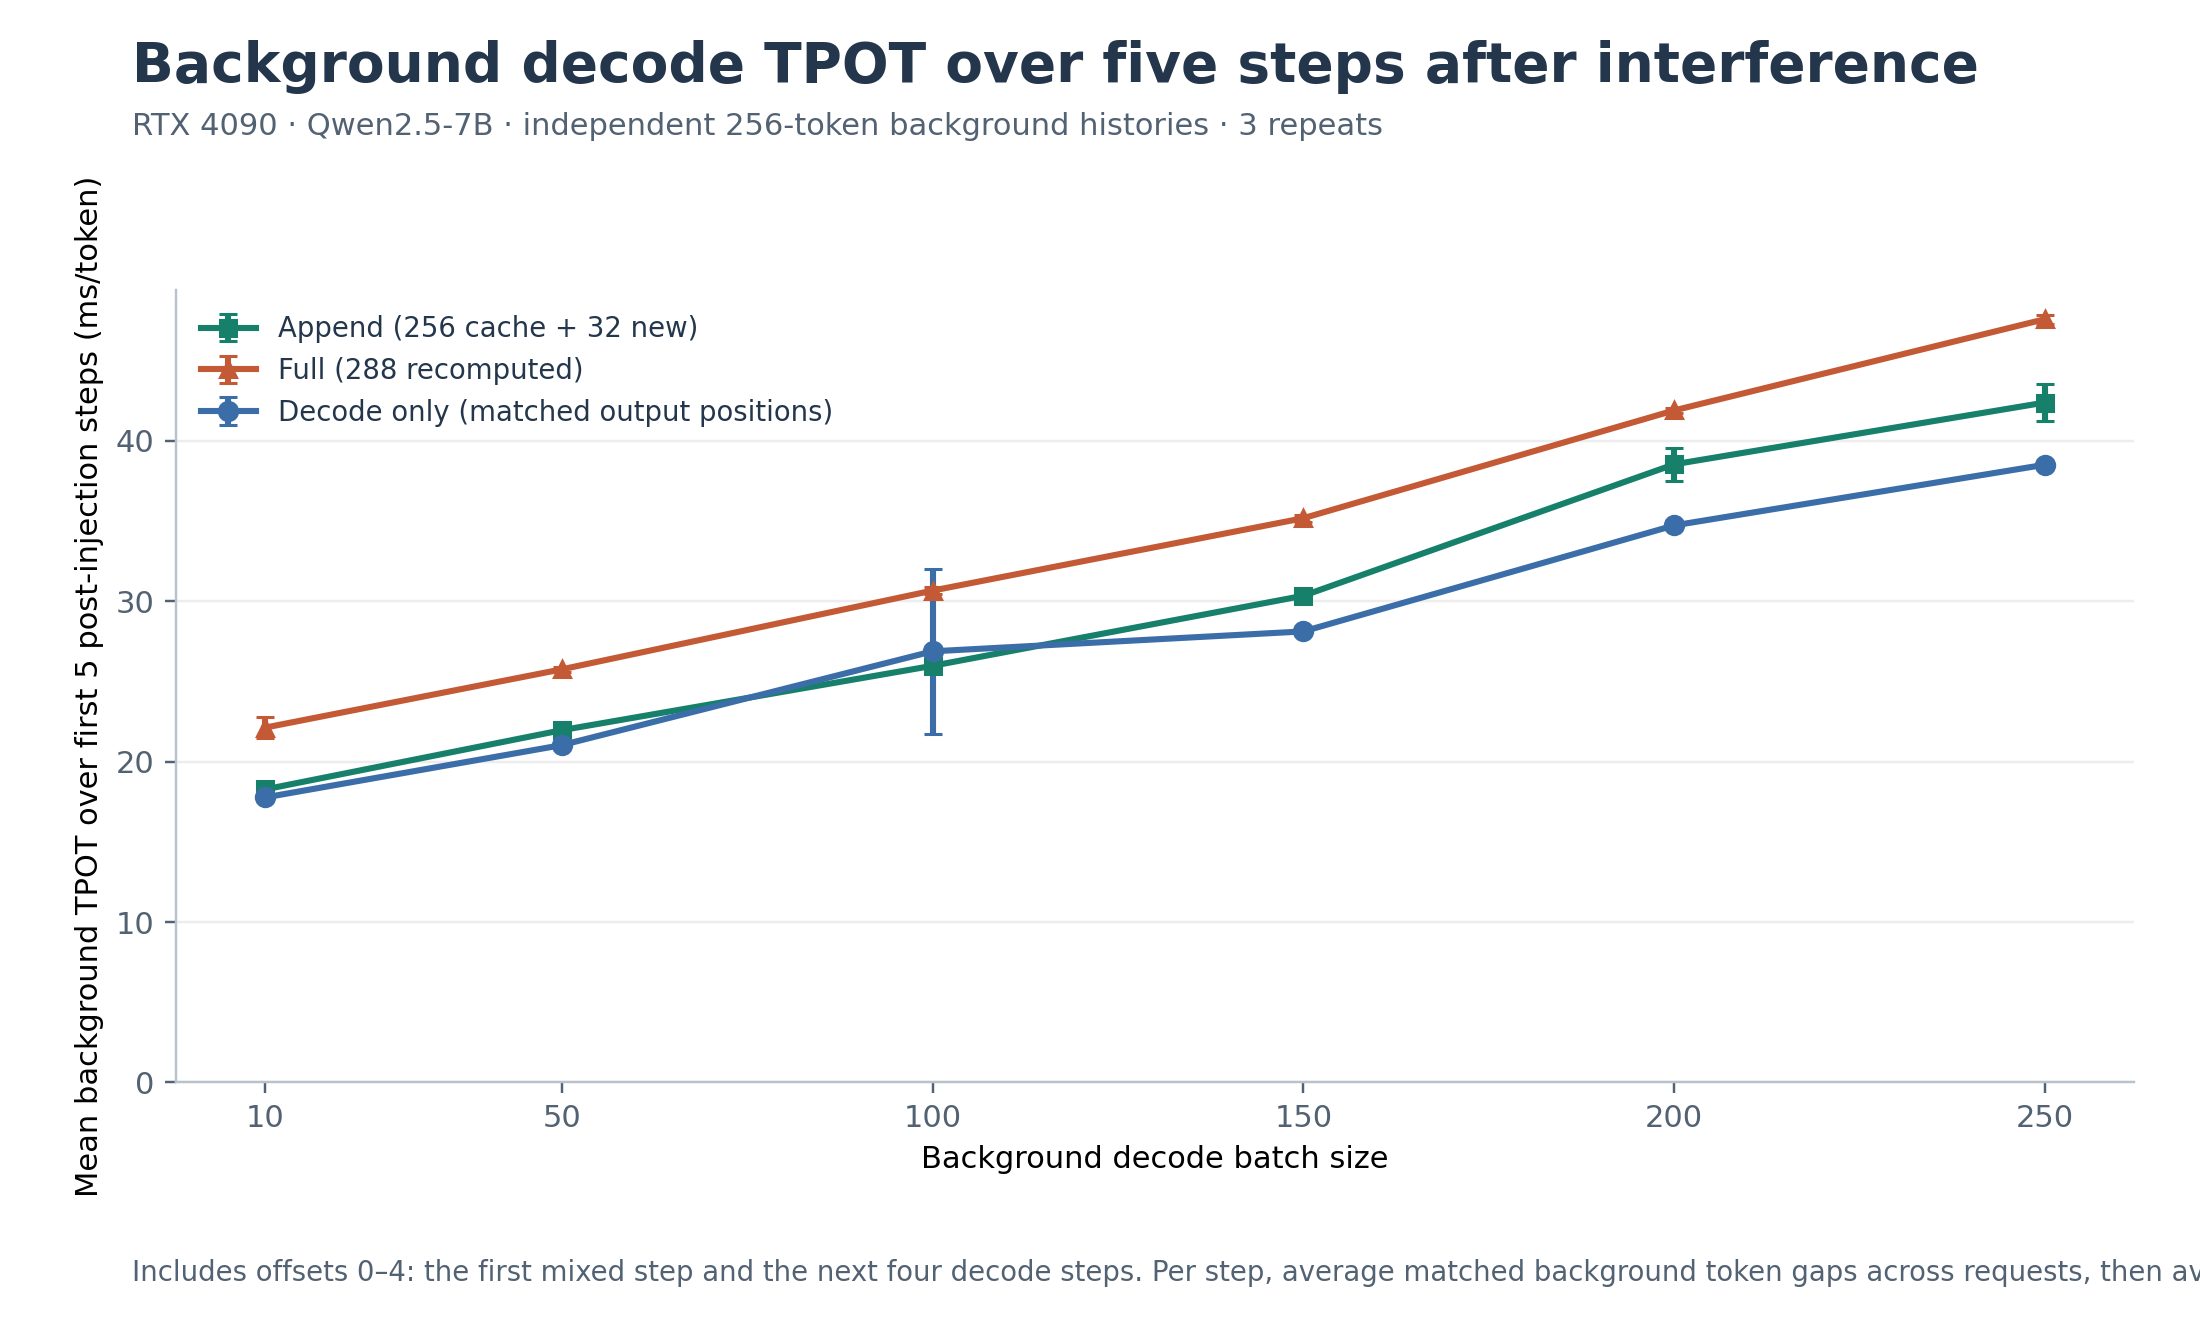 Background decode TPOT over five steps after interference
RTX 4090 · Qwen2.5-7B · independent 256-token background histories · 3 repeats
Mean background TPOT over first 5 post-injection steps (ms/token)
Append (256 cache + 32 new)
Full (288 recomputed)
Decode only (matched output positions)
40
30
20
10
0
10 50 100 150 200 250
Background decode batch size
Includes offsets 0–4: the first mixed step and the next four decode steps. Per step, average matched background token gaps across requests, then